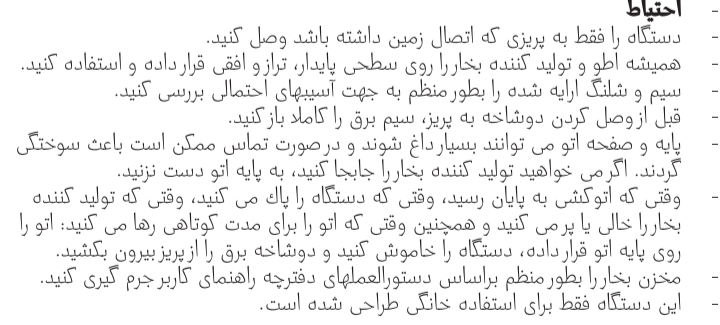 احتیاط
- دستگاه را فقط به پریزی که اتصال زمین داشته باشد وصل کنید.
- همیشه اطو و تولید کننده بخار را روی سطحی پایدار، تراز و افقی قرار داده و استفاده کنید.
- سیم و شلنگ ارایه شده را بطور منظم به جهت آسیبهای احتمالی بررسی کنید.
- قبل از وصل کردن دوشاخه به پریز، سیم برق را کاملا باز کنید.
- پایه و صفحه اتو می توانند بسیار داغ شوند و در صورت تماس ممکن است باعث سوختگی
گردند. اگر می خواهید تولید کننده بخار را جابجا کنید، به پایه اتو دست نزنید.
- وقتی که اتوکشی به پایان رسید، وقتی که دستگاه را پاك می کنید، وقتی که تولید کننده
بخار را خالی یا پر می کنید و همچنین وقتی که اتو را برای مدت کوتاهی رها می کنید: اتو را
روی پایه اتو قرار داده، دستگاه را خاموش کنید و دوشاخه برق را از پریز بیرون بکشید.
- مخزن بخار را بطور منظم براساس دستورالعملهای دفترچه راهنمای کاربر جرم گیری کنید.
- این دستگاه فقط برای استفاده خانگی طراحی شده است.